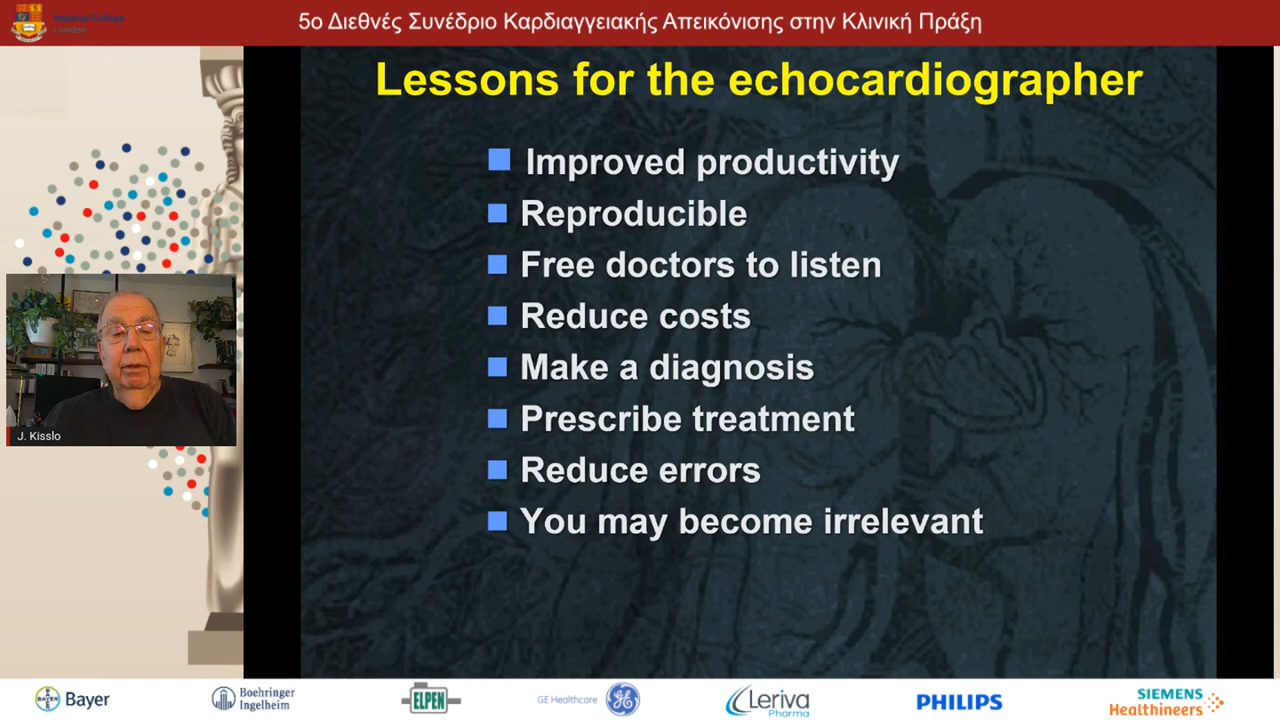 Imperial College
London
5ο Διεθνές Συνέδριο Καρδιαγγειακής Απεικόνισης στην Κλινική Πράξη
Lessons for the echocardiographer
Improved productivity
Reproducible
Free doctors to listen
Reduce costs
Make a diagnosis
Prescribe treatment
Reduce errors
You may become irrelevant
J. Kisslo
BAYER
Bayer
Boehringer
Ingelheim
ELPEN
GE Healthcare
Leriva
Pharma
PHILIPS
SIEMENS
Healthineers